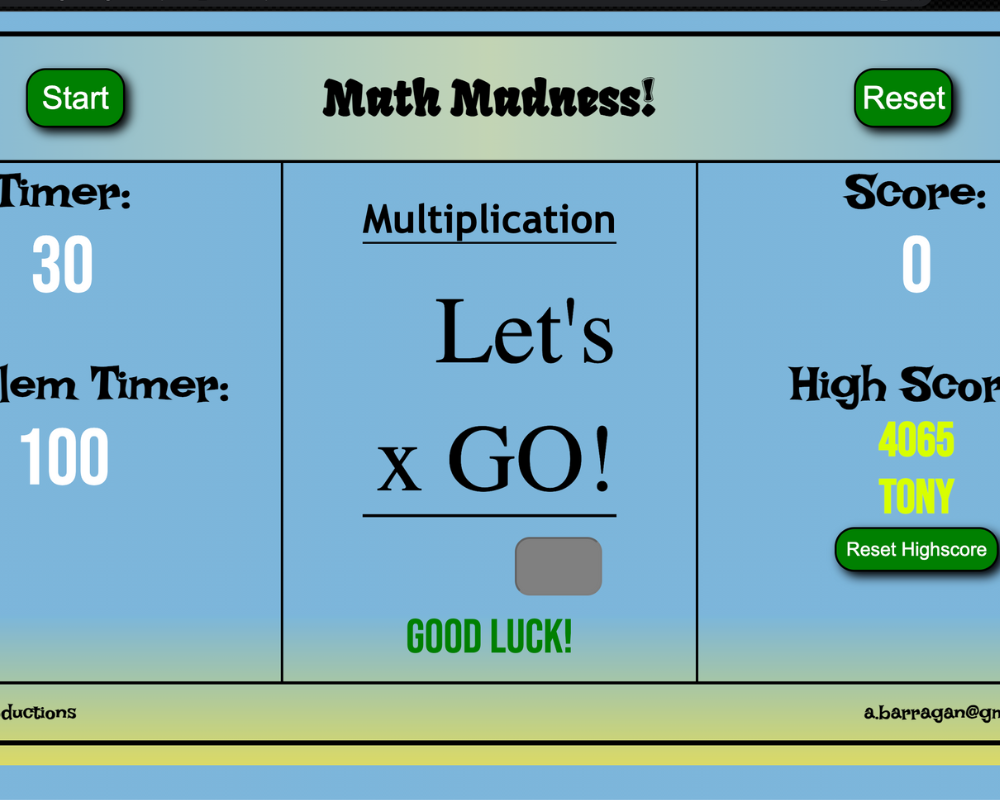 Start
Math Madness!
Reset
Timer:
30
lem Timer:
100
Multiplication
Let's
x GO!
GOOD LUCK!
Score:
0
High Scor
4065
TONY
Reset Highscore
ductions
a.barragan@gm